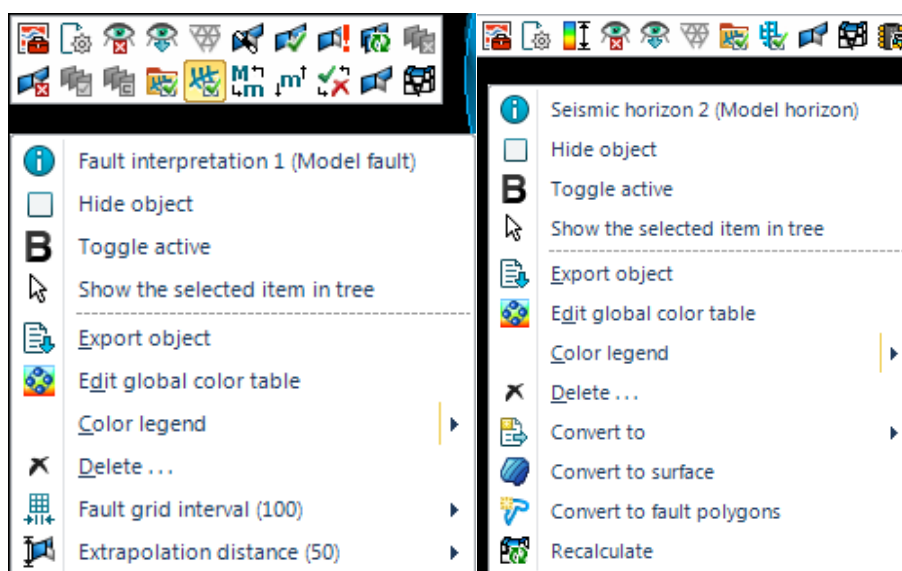 Fault interpretation 1 (Model fault)
Hide object
Toggle active
Show the selected item in tree
Export object
Edit global color table
Color legend
Delete . . .
Fault grid interval (100)
Extrapolation distance (50)
Seismic horizon 2 (Model horizon)
Hide object
Toggle active
Show the selected item in tree
Export object
Edit global color table
Color legend
Delete . . .
Convert to
Convert to surface
Convert to fault polygons
Recalculate